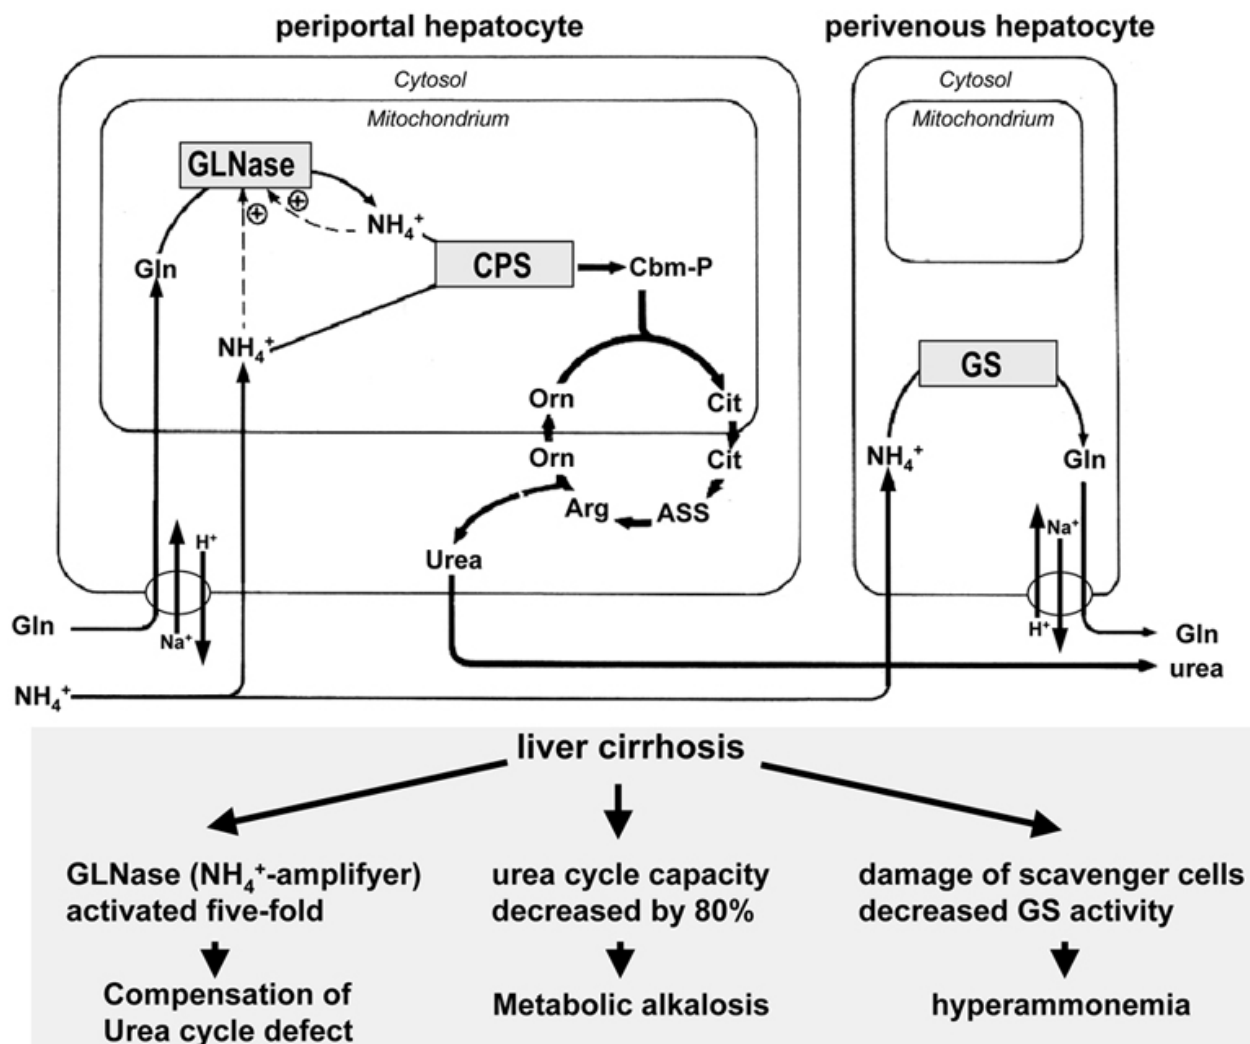 periportal hepatocyte
perivenous hepatocyte
Cytosol
Mitochondrium
GLNase
⊕
⊕
NH₄⁺
Gln
CPS
Cbm-P
NH₄⁺
Orn
Cit
Orn
Cit
Arg
ASS
Urea
H⁺
Na⁺
Gln
NH₄⁺
Cytosol
Mitochondrium
GS
NH₄⁺
Gln
Na⁺
H⁺
Gln
urea
liver cirrhosis
GLNase (NH₄⁺-amplifyer)
activated five-fold
Compensation of
Urea cycle defect
urea cycle capacity
decreased by 80%
Metabolic alkalosis
damage of scavenger cells
decreased GS activity
hyperammonemia